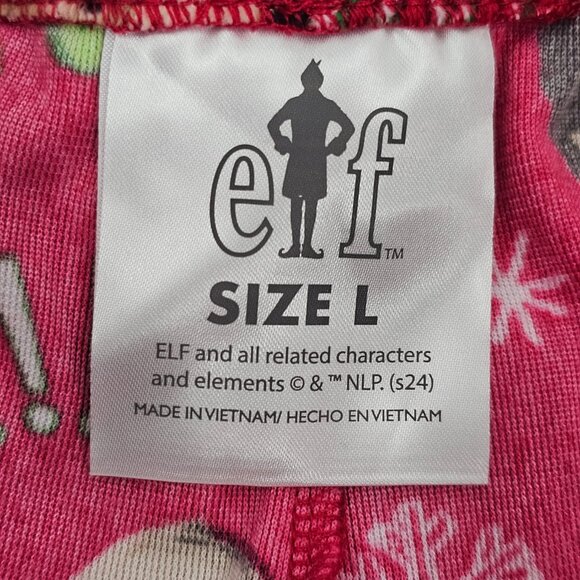 elf™
SIZE L
ELF and all related characters
and elements © & ™ NLP. (s24)
MADE IN VIETNAM/ HECHO EN VIETNAM